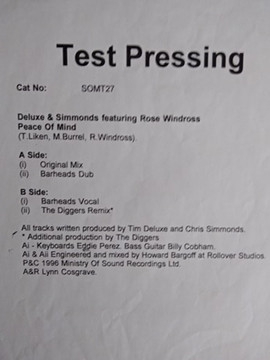 Test Pressing
Cat No: SOMT27
Deluxe & Simmonds featuring Rose Windross
Peace Of Mind
(T.Liken, M.Burrel, R.Windross).
A Side:
(i) Original Mix
(ii) Barheads Dub
B Side:
(i) Barheads Vocal
(ii) The Diggers Remix*
All tracks written produced by Tim Deluxe and Chris Simmonds.
* Additional production by The Diggers
Ai - Keyboards Eddie Perez. Bass Guitar Billy Cobham.
Ai & Aii Engineered and mixed by Howard Bargoff at Rollover Studios.
P&C 1996 Ministry Of Sound Recordings Ltd.
A&R Lynn Cosgrave.